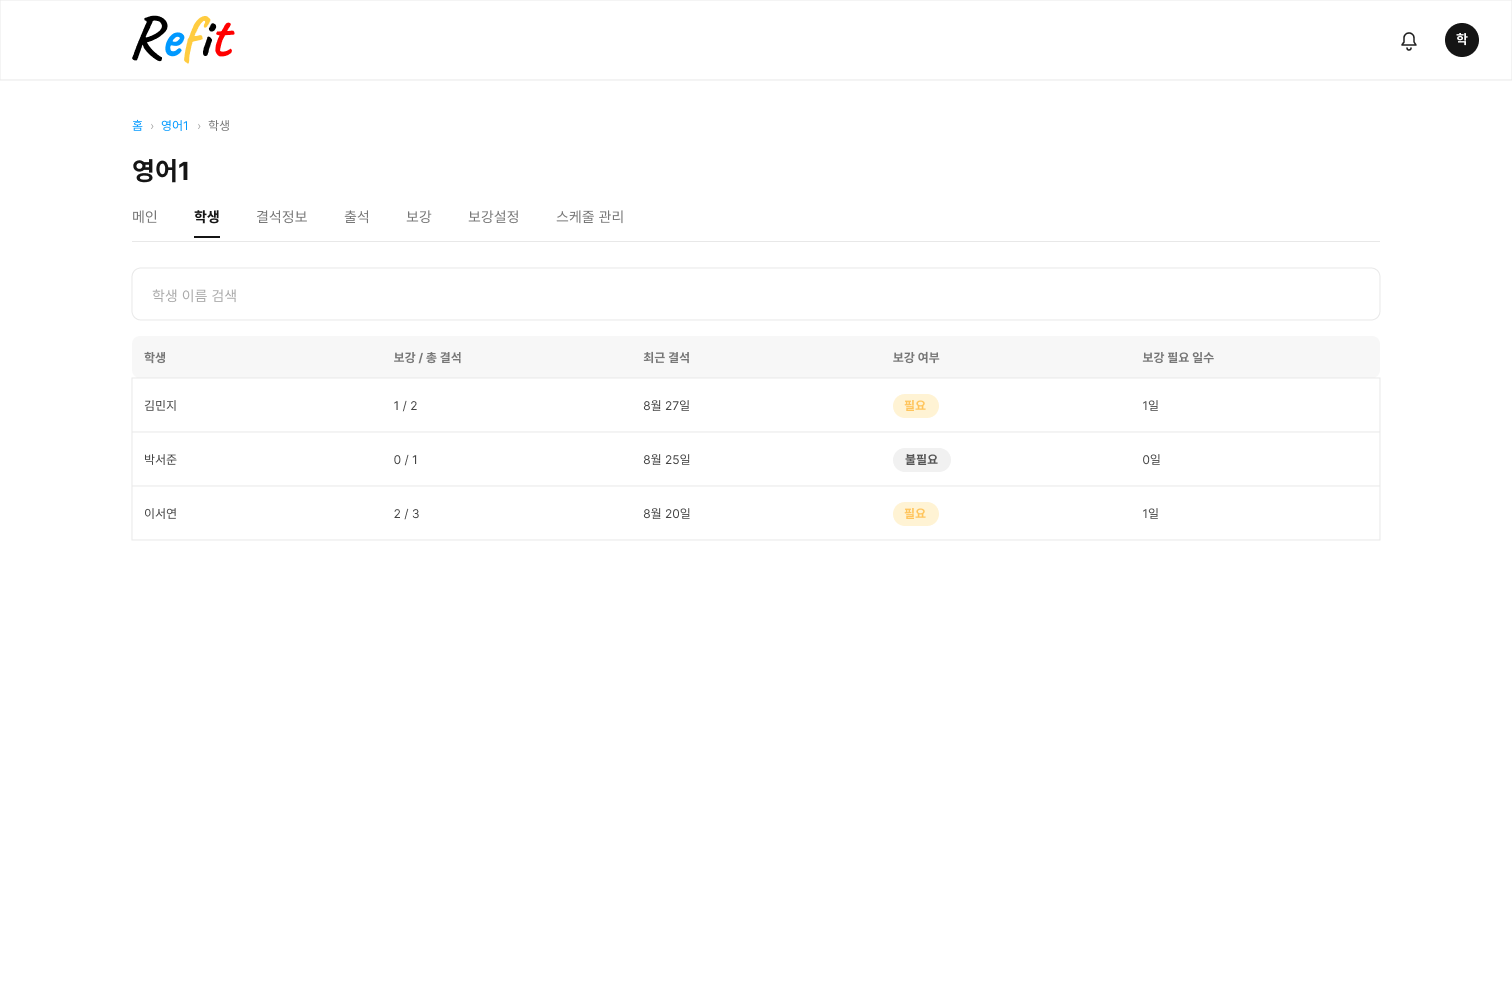 Refit
학
홈 › 영어1 › 학생
영어1
메인 학생 결석정보 출석 보강 보강설정 스케줄 관리
학생 이름 검색
학생 보강 / 총 결석 최근 결석 보강 여부 보강 필요 일수
김민지 1 / 2 8월 27일 필요 1일
박서준 0 / 1 8월 25일 불필요 0일
이서연 2 / 3 8월 20일 필요 1일